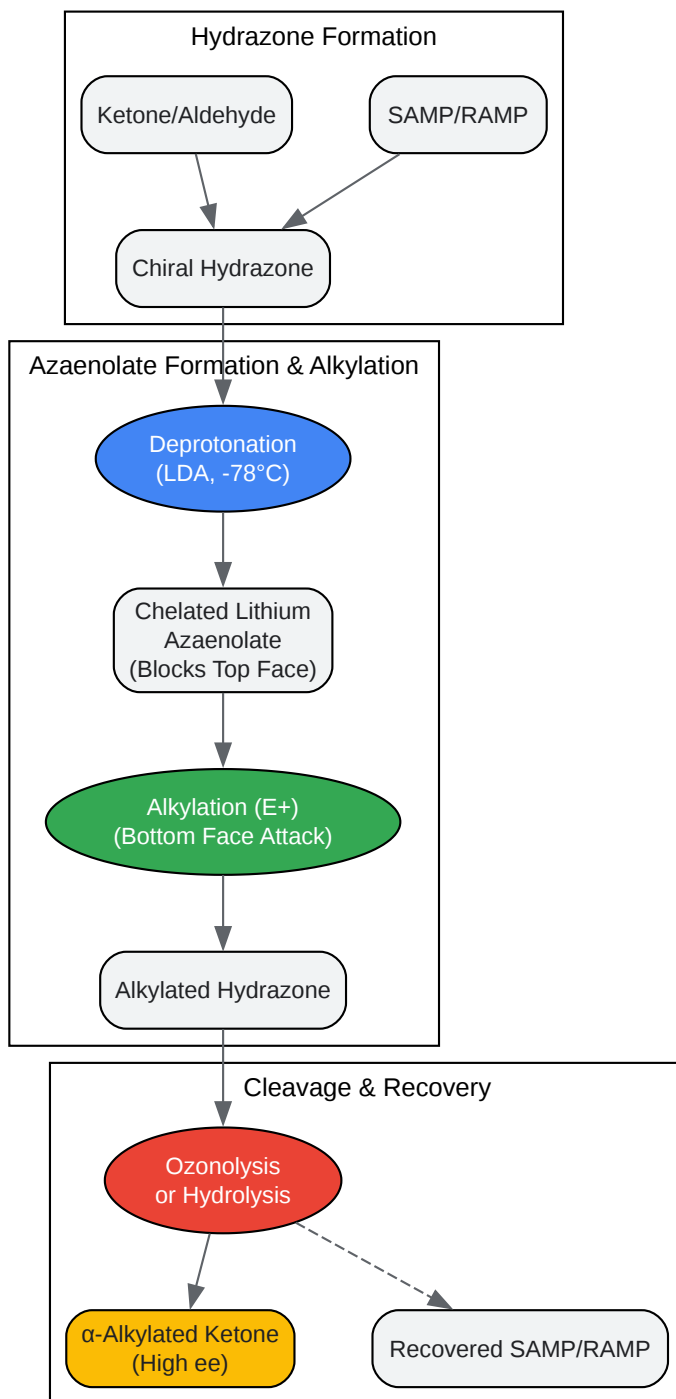 Hydrazone Formation
Ketone/Aldehyde
SAMP/RAMP
Chiral Hydrazone
Azaenolate Formation & Alkylation
Deprotonation
(LDA, -78°C)
Chelated Lithium
Azaenolate
(Blocks Top Face)
Alkylation (E+)
(Bottom Face Attack)
Alkylated Hydrazone
Cleavage & Recovery
Ozonolysis
or Hydrolysis
α-Alkylated Ketone
(High ee)
Recovered SAMP/RAMP